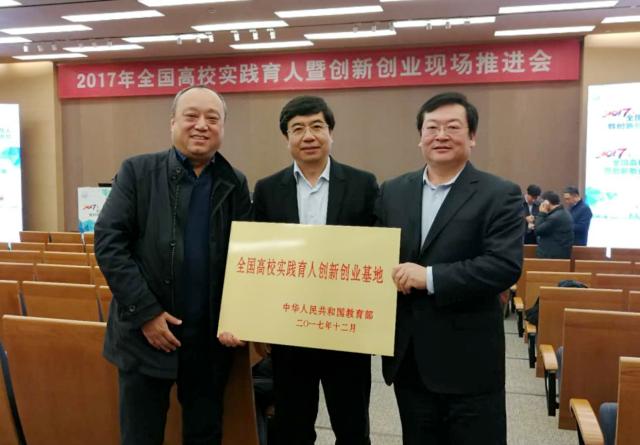 2017年全国高校实践育人暨创新创业现场推进会
全国高校实践育人创新创业基地
中华人民共和国教育部
二〇一七年十二月